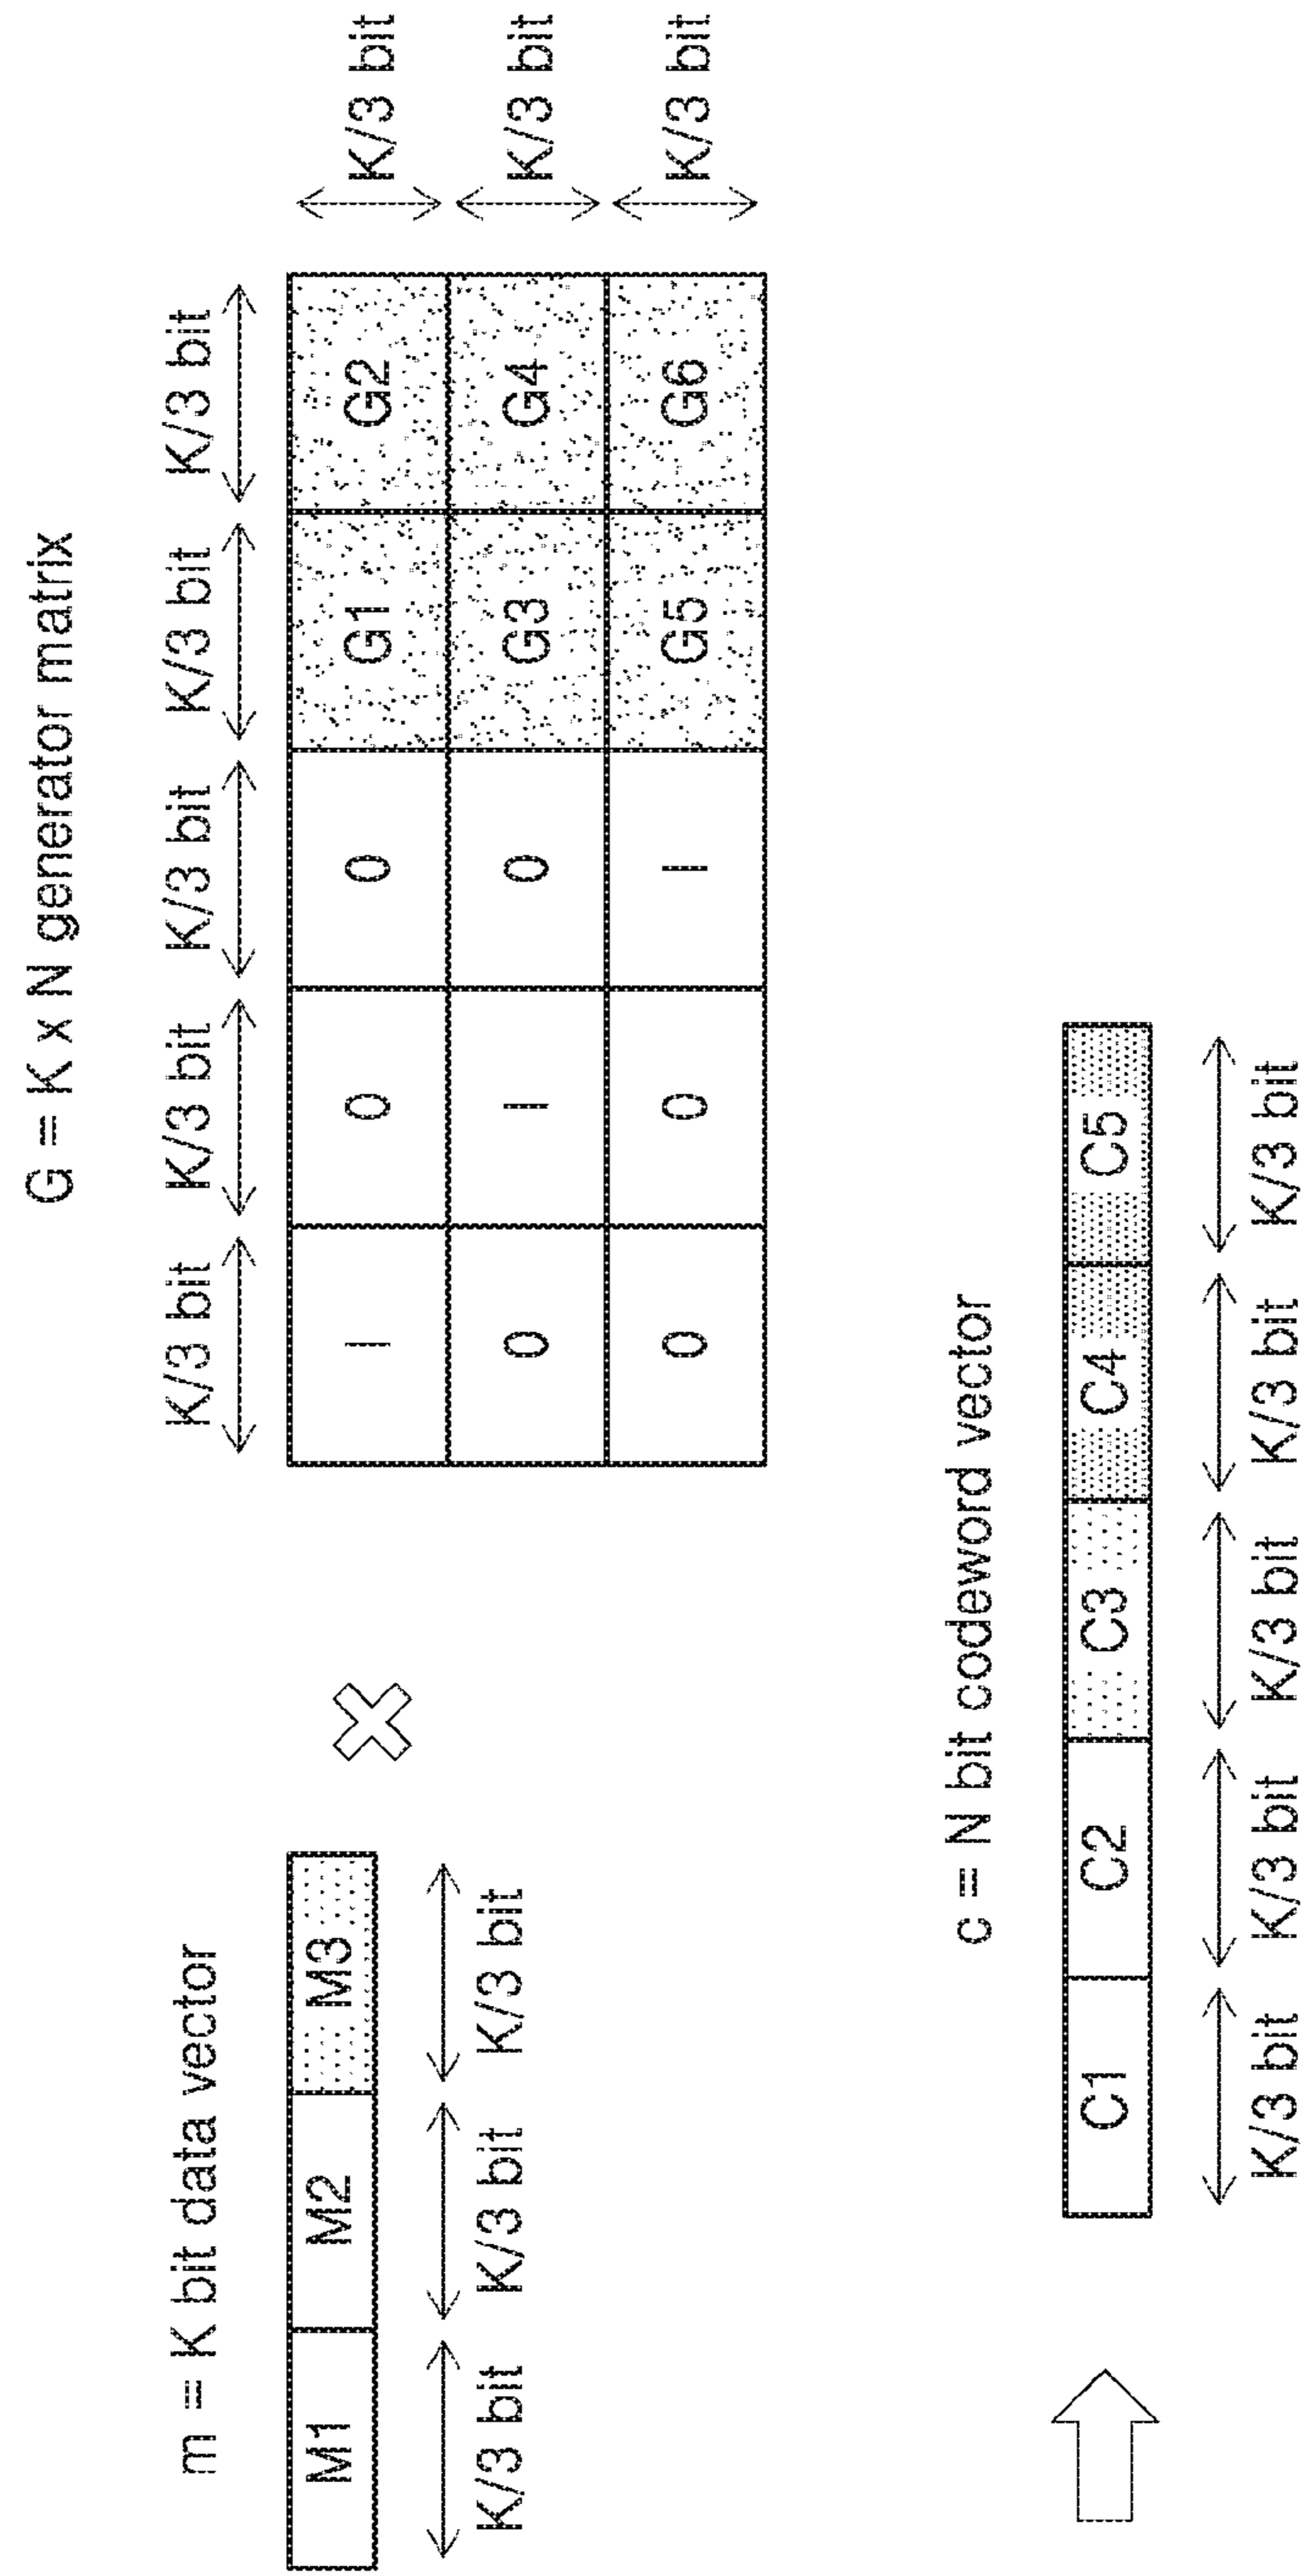 G = K x N generator matrix
K/3 bit K/3 bit K/3 bit K/3 bit K/3 bit
m = K bit data vector
M1 M2 M3
K/3 bit K/3 bit K/3 bit
I 0 0 G1 G2 K/3 bit
0 I 0 G3 G4 K/3 bit
0 0 I G5 G6 K/3 bit
c = N bit codeword vector
C1 C2 C3 C4 C5
K/3 bit K/3 bit K/3 bit K/3 bit K/3 bit